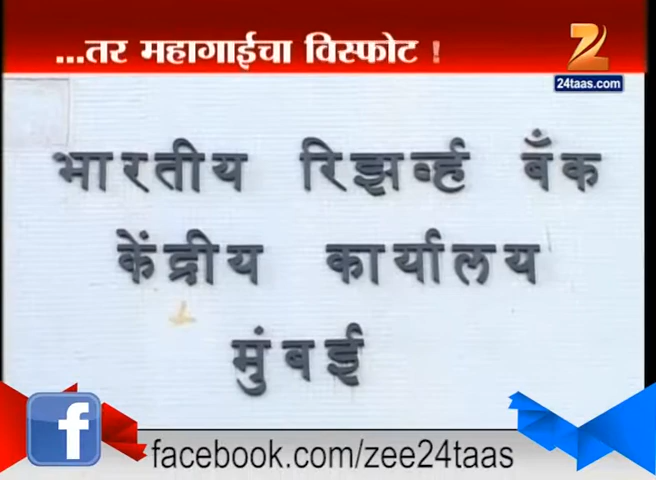 ...तर महागाईचा विस्फोट !
24taas.com
भारतीय रिझर्व्ह बँक
केंद्रीय कार्यालय
मुंबई
facebook.com/zee24taas